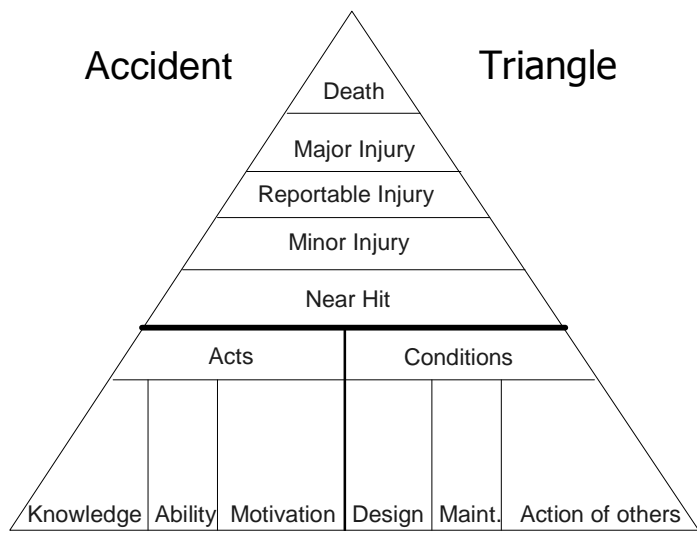 Accident Triangle
Death
Major Injury
Reportable Injury
Minor Injury
Near Hit
Acts Conditions
Knowledge Ability Motivation Design Maint. Action of others